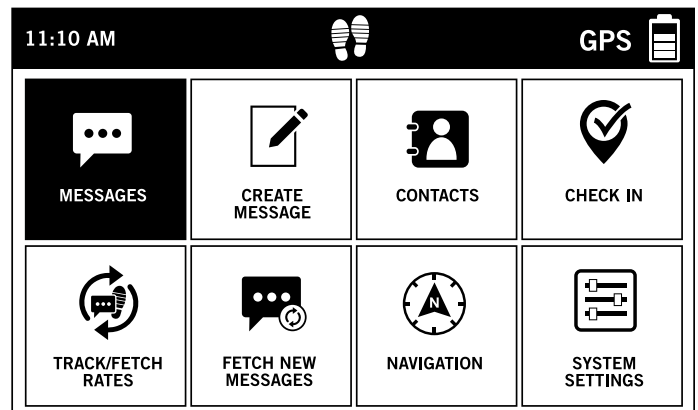 11:10 AM
GPS
MESSAGES
CREATE
MESSAGE
CONTACTS
CHECK IN
TRACK/FETCH
RATES
FETCH NEW
MESSAGES
N
NAVIGATION
SYSTEM
SETTINGS